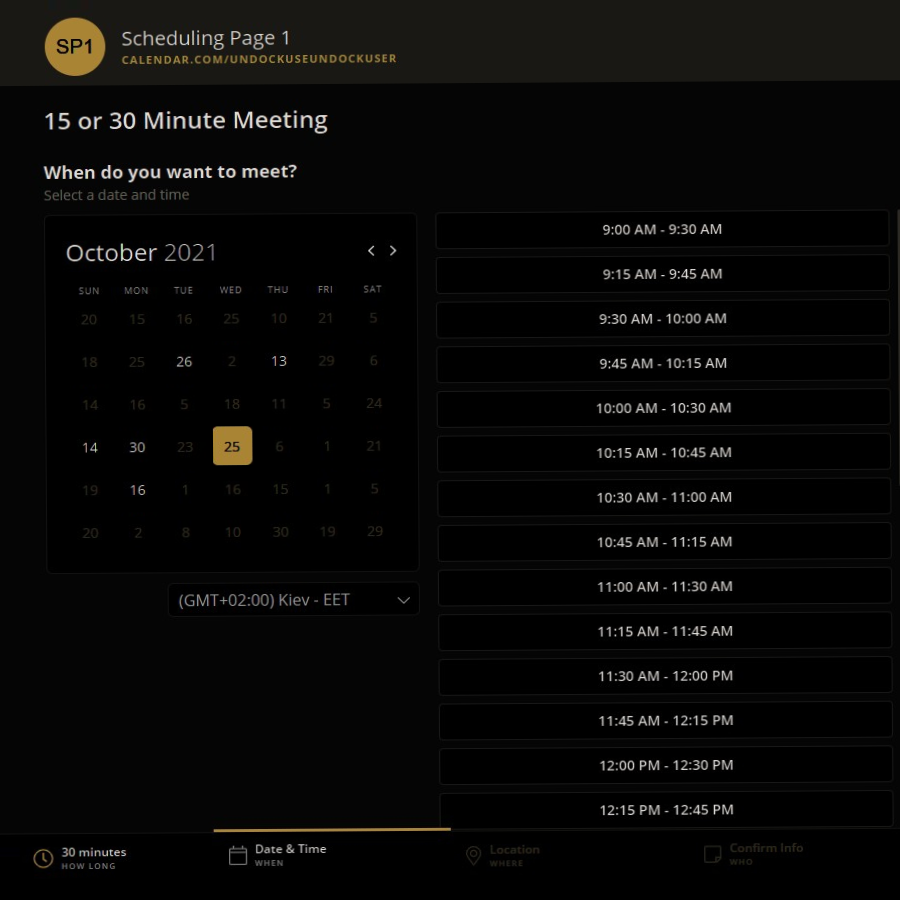 SP1
Scheduling Page 1
CALENDAR.COM/UNDOCKUSEUNDOCKUSER
15 or 30 Minute Meeting
When do you want to meet?
Select a date and time
October 2021
SUN MON TUE WED THU FRI SAT
20 15 16 25 10 21 5
18 25 26 2 13 29 6
14 16 5 18 11 5 24
14 30 23 25 6 1 21
19 16 1 16 15 1 5
20 2 8 10 30 19 29
(GMT+02:00) Kiev - EET
9:00 AM - 9:30 AM
9:15 AM - 9:45 AM
9:30 AM - 10:00 AM
9:45 AM - 10:15 AM
10:00 AM - 10:30 AM
10:15 AM - 10:45 AM
10:30 AM - 11:00 AM
10:45 AM - 11:15 AM
11:00 AM - 11:30 AM
11:15 AM - 11:45 AM
11:30 AM - 12:00 PM
11:45 AM - 12:15 PM
12:00 PM - 12:30 PM
12:15 PM - 12:45 PM
30 minutes
HOW LONG
Date & Time
WHEN
Location
WHERE
Confirm Info
WHO